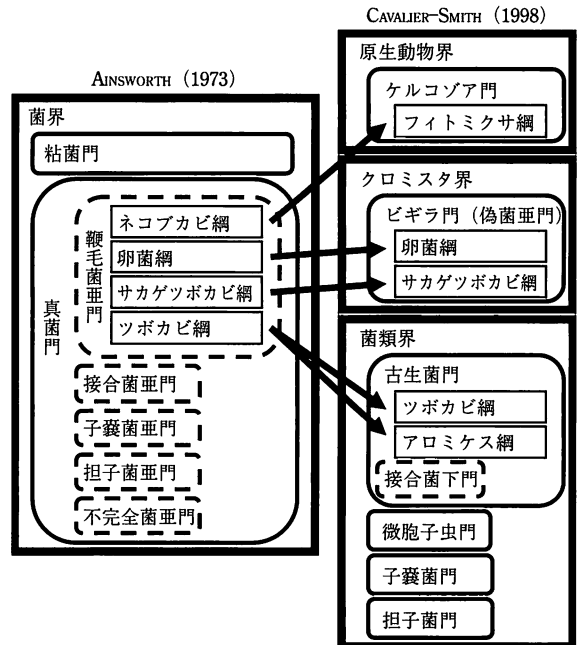 AINSWORTH (1973)
菌界
粘菌門
真菌門
鞭毛菌亜門
ネコブカビ綱
卵菌綱
サカゲツボカビ綱
ツボカビ綱
接合菌亜門
子嚢菌亜門
担子菌亜門
不完全菌亜門
CAVALIER–SMITH (1998)
原生動物界
ケルコゾア門
フィトミクサ綱
クロミスタ界
ビギラ門（偽菌亜門）
卵菌綱
サカゲツボカビ綱
菌類界
古生菌門
ツボカビ綱
アロミケス綱
接合菌下門
微胞子虫門
子嚢菌門
担子菌門